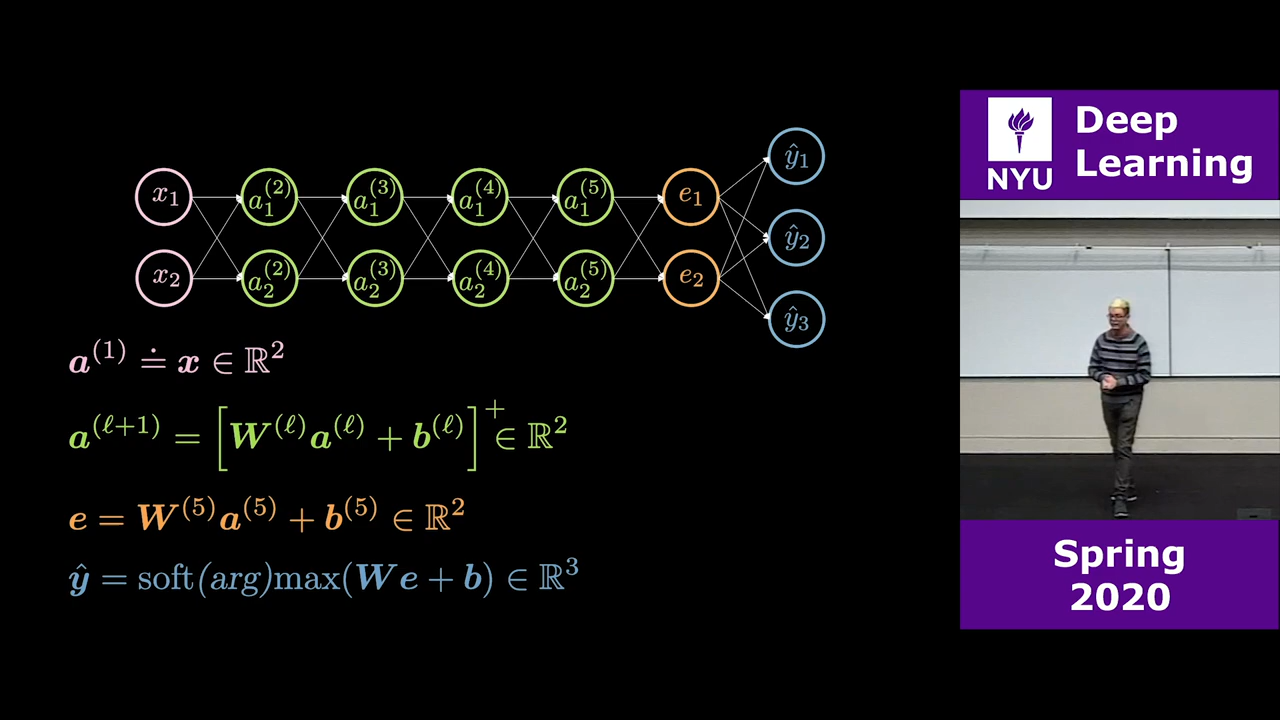 x₁ a₁⁽²⁾ a₁⁽³⁾ a₁⁽⁴⁾ a₁⁽⁵⁾ e₁ ŷ₁
ŷ₂
x₂ a₂⁽²⁾ a₂⁽³⁾ a₂⁽⁴⁾ a₂⁽⁵⁾ e₂ ŷ₃
a⁽¹⁾ ≐ x ∈ ℝ²
a⁽ℓ⁺¹⁾ = [W⁽ℓ⁾a⁽ℓ⁾ + b⁽ℓ⁾]⁺ ∈ ℝ²
e = W⁽⁵⁾a⁽⁵⁾ + b⁽⁵⁾ ∈ ℝ²
ŷ = soft(arg)max(We + b) ∈ ℝ³
NYU
Deep
Learning
Spring
2020